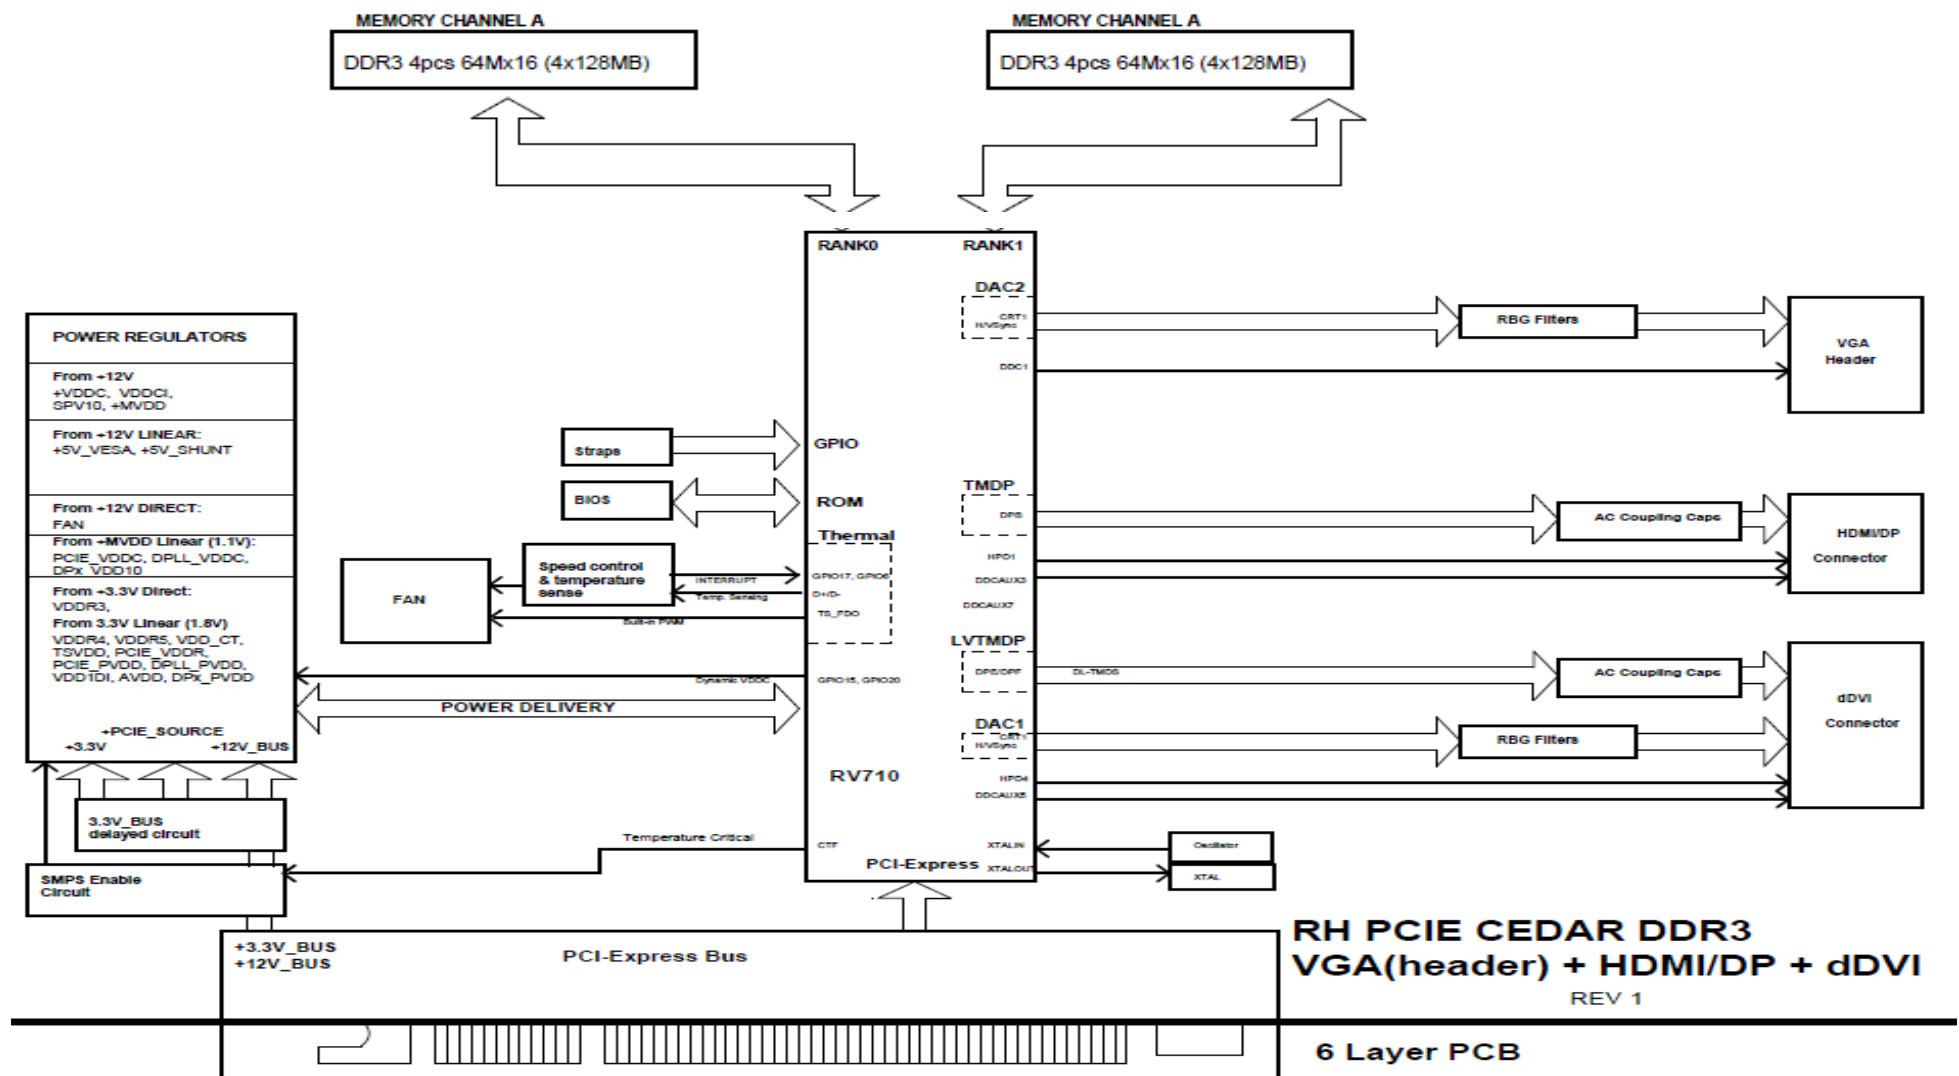 MEMORY CHANNEL A
DDR3 4pcs 64Mx16 (4x128MB)
MEMORY CHANNEL A
DDR3 4pcs 64Mx16 (4x128MB)
RANK0
RANK1
DAC2
CRT1
H/VSync
DDC1
RBG Filters
VGA
Header
POWER REGULATORS
From +12V
+VDDC, VDDCI,
SPV10, +MVDD
From +12V LINEAR:
+5V_VESA, +5V_SHUNT
From +12V DIRECT:
FAN
From +MVDD Linear (1.1V):
PCIE_VDDC, DPLL_VDDC,
DPx_VDD10
From +3.3V Direct:
VDDR3,
From 3.3V Linear (1.8V)
VDDR4, VDDR5, VDD_CT,
TSVDD, PCIE_VDDR,
PCIE_PVDD, DPLL_PVDD,
VDD1DI, AVDD, DPx_PVDD
+PCIE_SOURCE
+3.3V
+12V_BUS
3.3V_BUS
delayed circuit
SMPS Enable
Circuit
Straps
GPIO
BIOS
ROM
Thermal
FAN
Speed control
& temperature
sense
INTERRUPT
Temp. Sensing
Built-in PWM
GPIO17, GPIO6
D+/D-
TS_FDO
Dynamic VDDC
GPIO15, GPIO20
POWER DELIVERY
TMDP
DPB
HPD1
DDCAUX3
DDCAUX7
AC Coupling Caps
HDMI/DP
Connector
LVTMDP
DPE/DPF
DL-TMDS
AC Coupling Caps
dDVI
Connector
DAC1
CRT1
H/VSync
RBG Filters
HPD4
DDCAUX5
RV710
Temperature Critical
CTF
XTALIN
XTALOUT
Oscillator
XTAL
PCI-Express
+3.3V_BUS
+12V_BUS
PCI-Express Bus
RH PCIE CEDAR DDR3
VGA(header) + HDMI/DP + dDVI
REV 1
6 Layer PCB